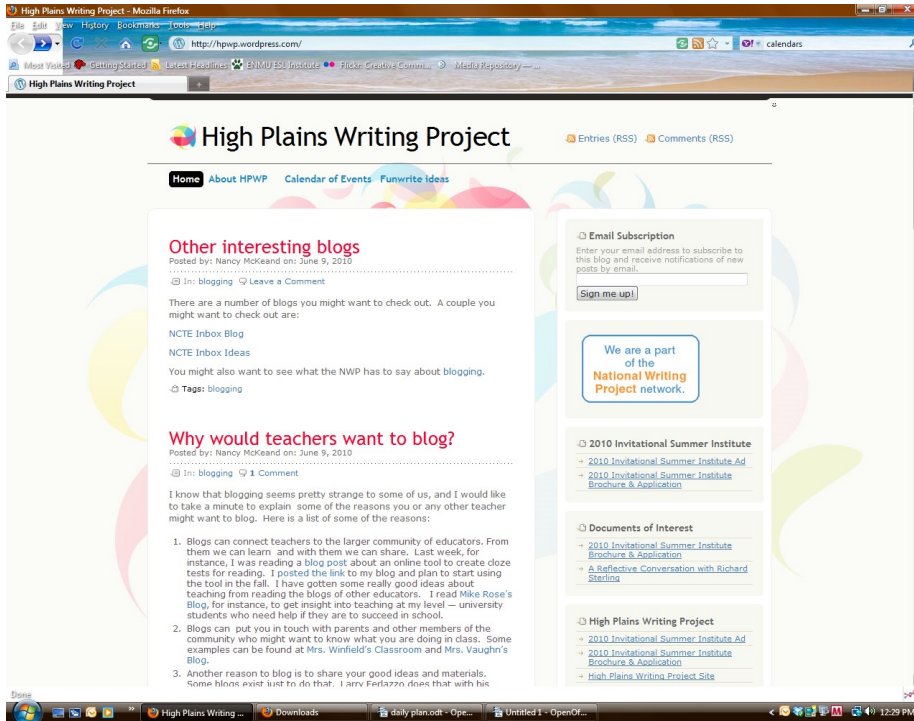 High Plains Writing Project - Mozilla Firefox
File Edit View History Bookmarks Tools Help
http://hpwp.wordpress.com/
calendars
Most Visited Getting Started Latest Headlines ENMU ESL Institute Flickr: Creative Comm... Media Repository — ...
High Plains Writing Project
High Plains Writing Project
Entries (RSS) Comments (RSS)
Home About HPWP Calendar of Events Funwrite Ideas
Other interesting blogs
Posted by: Nancy McKeand on: June 9, 2010
In: blogging Leave a Comment
There are a number of blogs you might want to check out. A couple you
might want to check out are:
NCTE Inbox Blog
NCTE Inbox Ideas
You might also want to see what the NWP has to say about blogging.
Tags: blogging
Why would teachers want to blog?
Posted by: Nancy McKeand on: June 9, 2010
In: blogging 1 Comment
I know that blogging seems pretty strange to some of us, and I would like
to take a minute to explain some of the reasons you or any other teacher
might want to blog. Here is a list of some of the reasons:
1. Blogs can connect teachers to the larger community of educators. From
them we can learn and with them we can share. Last week, for
instance, I was reading a blog post about an online tool to create cloze
tests for reading. I posted the link to my blog and plan to start using
the tool in the fall. I have gotten some really good ideas about
teaching from reading the blogs of other educators. I read Mike Rose's
Blog, for instance, to get insight into teaching at my level — university
students who need help if they are to succeed in school.
2. Blogs can put you in touch with parents and other members of the
community who might want to know what you are doing in class. Some
examples can be found at Mrs. Winfield's Classroom and Mrs. Vaughn's
Blog.
3. Another reason to blog is to share your good ideas and materials.
Some blogs exist just to do that. Larry Ferlazzo does that with his
Email Subscription
Enter your email address to subscribe to
this blog and receive notifications of new
posts by email.
Sign me up!
We are a part
of the
National Writing
Project network.
2010 Invitational Summer Institute
2010 Invitational Summer Institute Ad
2010 Invitational Summer Institute
Brochure & Application
Documents of Interest
2010 Invitational Summer Institute
Brochure & Application
A Reflective Conversation with Richard
Sterling
High Plains Writing Project
2010 Invitational Summer Institute Ad
2010 Invitational Summer Institute
Brochure & Application
High Plains Writing Project Site
Done
High Plains Writing ... Downloads daily plan.odt - Ope... Untitled 1 - OpenOf... 12:29 PM